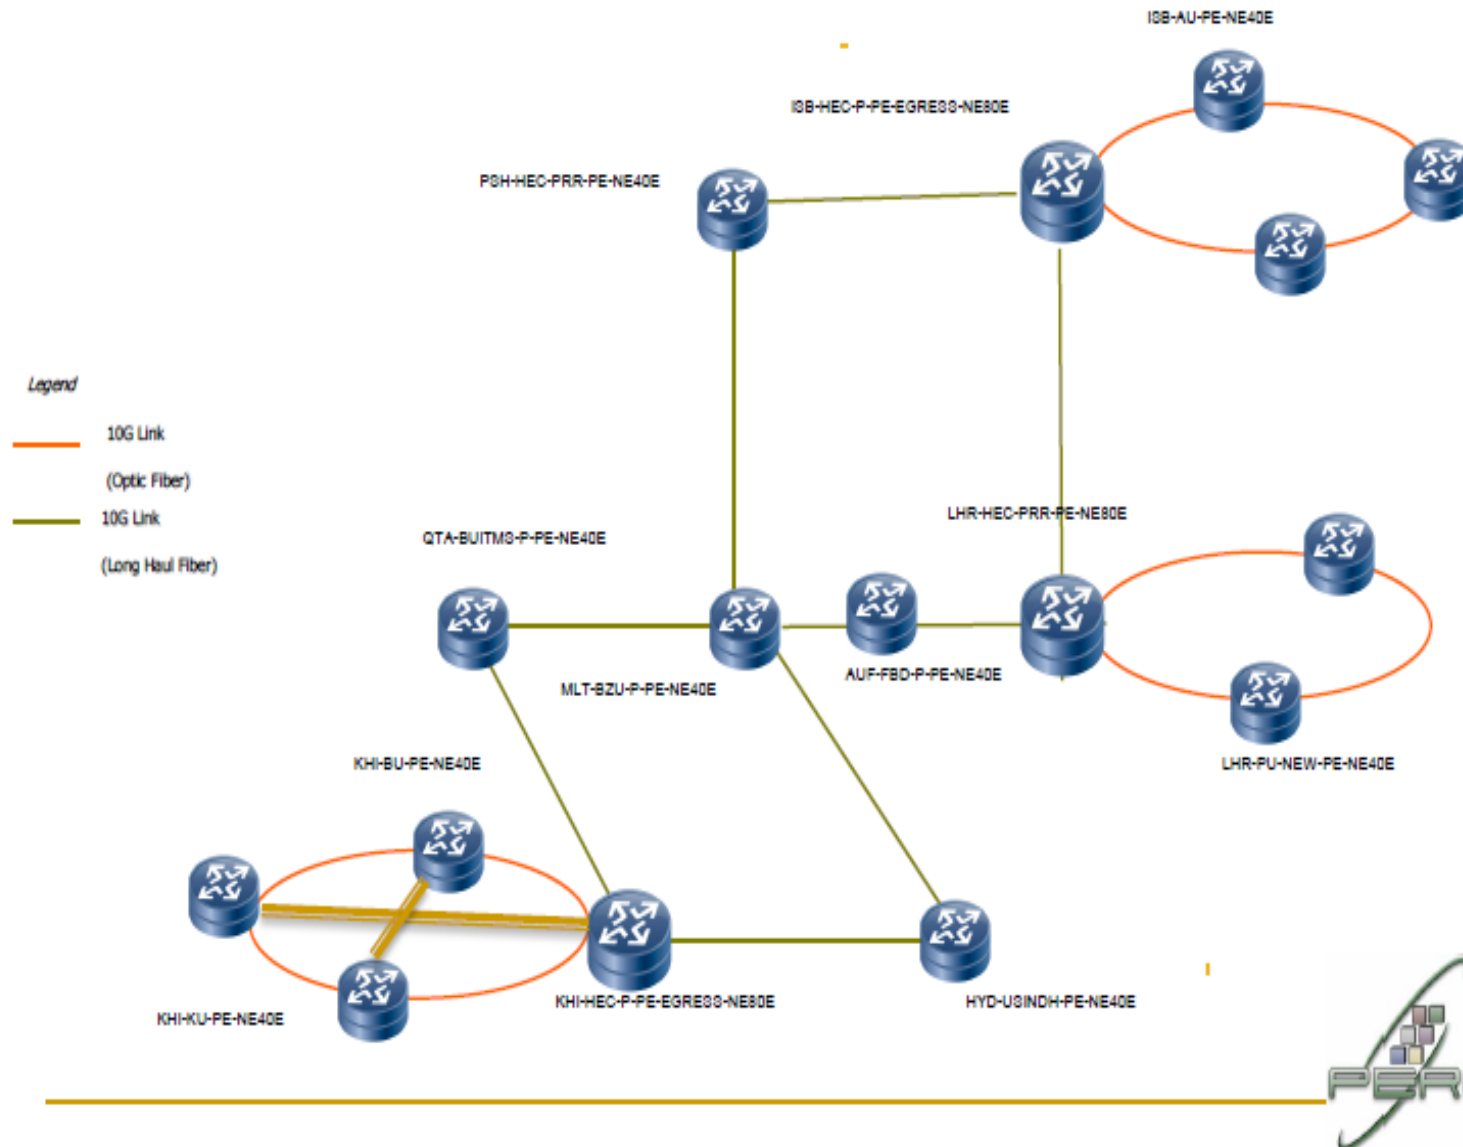 ISB-AU-PE-NE40E
ISB-HEC-P-PE-EGRESS-NE80E
PSH-HEC-PRR-PE-NE40E
Legend
10G Link
(Optic Fiber)
10G Link
(Long Haul Fiber)
LHR-HEC-PRR-PE-NE80E
QTA-BUITMS-P-PE-NE40E
MLT-BZU-P-PE-NE40E
AUF-FBD-P-PE-NE40E
KHI-BU-PE-NE40E
LHR-PU-NEW-PE-NE40E
KHI-KU-PE-NE40E
KHI-HEC-P-PE-EGRESS-NE80E
HYD-USINDH-PE-NE40E
PER